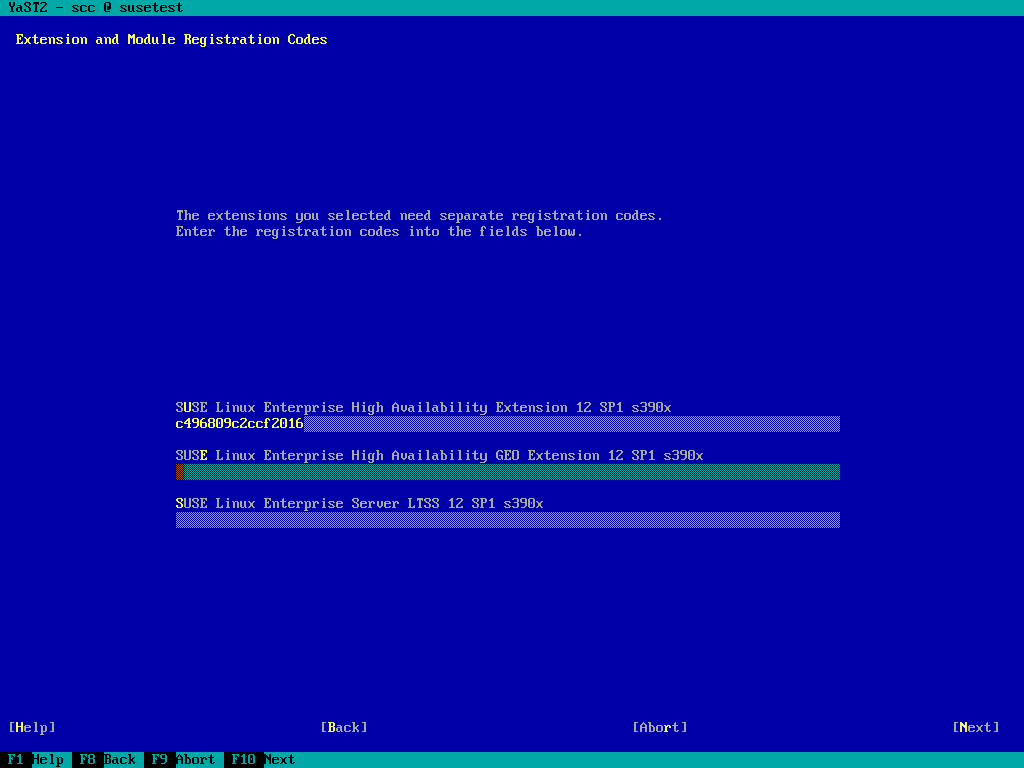 YaST2 - scc @ susetest
Extension and Module Registration Codes
The extensions you selected need separate registration codes.
Enter the registration codes into the fields below.
SUSE Linux Enterprise High Availability Extension 12 SP1 s390x
c496809c2ccf2016
SUSE Linux Enterprise High Availability GEO Extension 12 SP1 s390x
SUSE Linux Enterprise Server LTSS 12 SP1 s390x
[Help] [Back] [Abort] [Next]
F1 Help F8 Back F9 Abort F10 Next